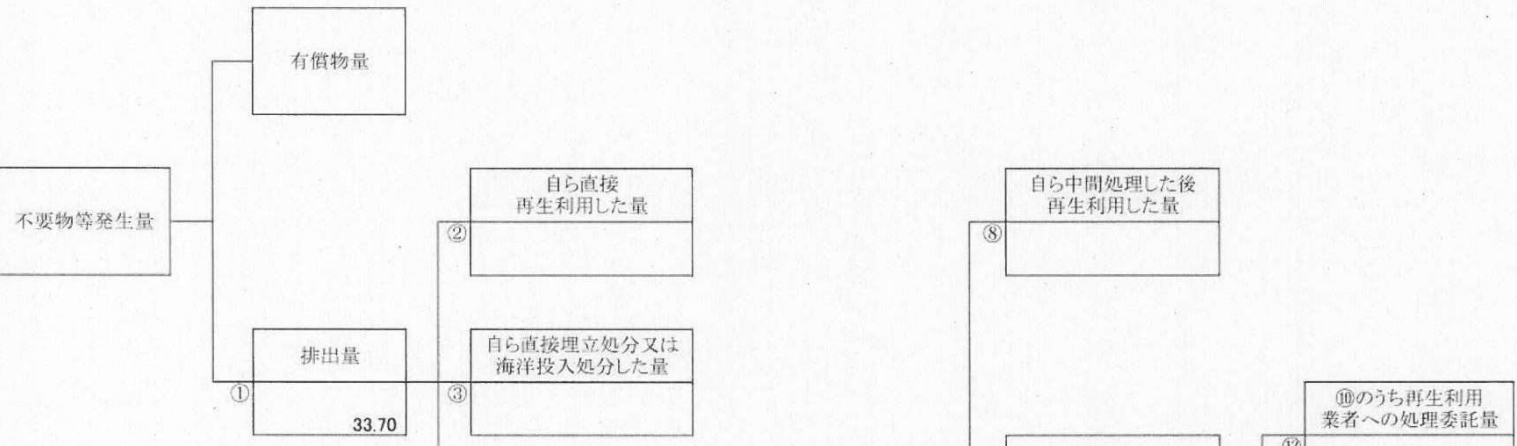 有償物量
不要物等発生量
自ら直接
再生利用した量
②
自ら中間処理した後
再生利用した量
⑧
排出量
①
33.70
自ら直接埋立処分又は
海洋投入処分した量
③
⑩のうち再生利用
業者への処理委託量